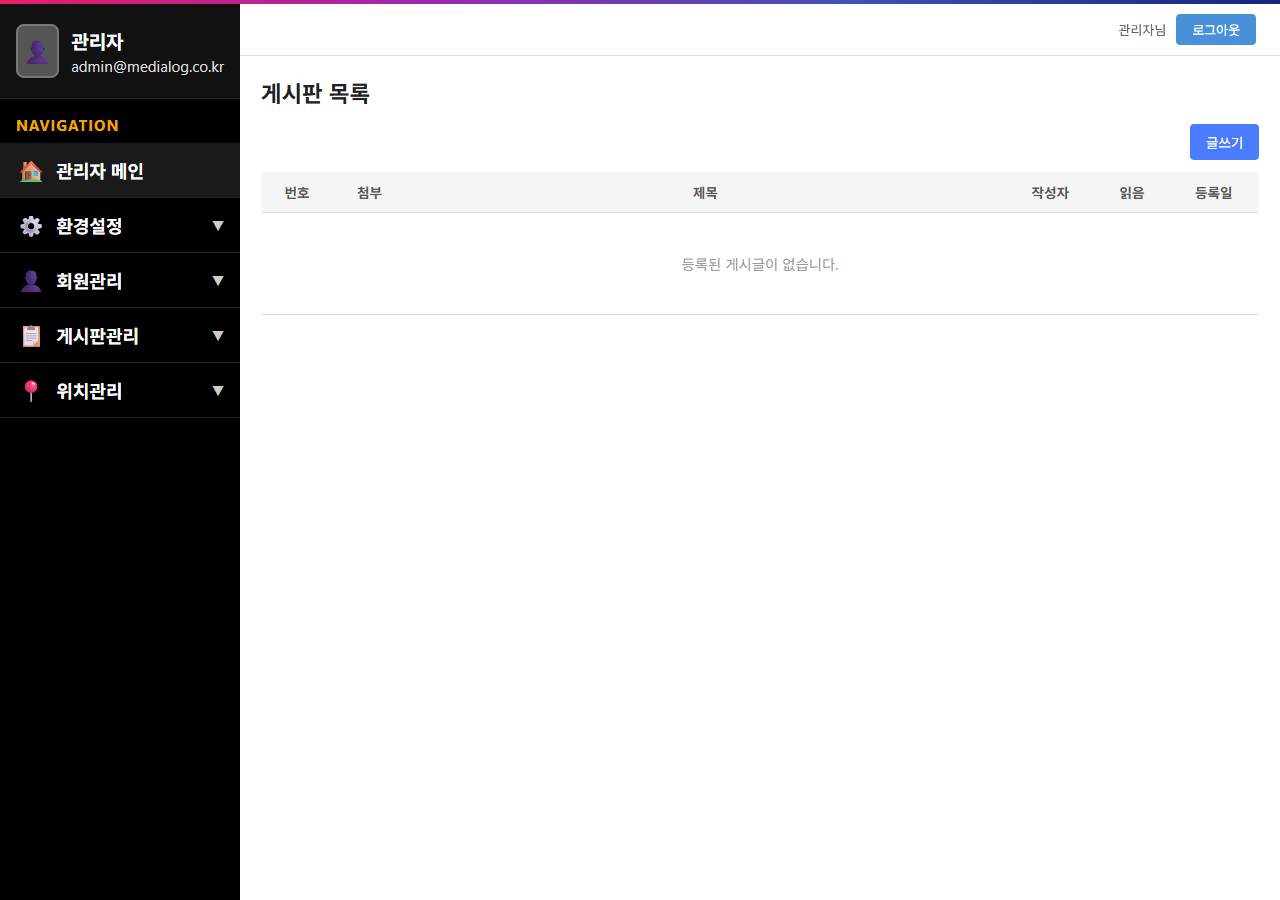 관리자
admin@medialog.co.kr
관리자님
로그아웃
NAVIGATION
관리자 메인
환경설정 ▼
회원관리 ▼
게시판관리 ▼
위치관리 ▼
게시판 목록
글쓰기
번호 첨부 제목 작성자 읽음 등록일
등록된 게시글이 없습니다.